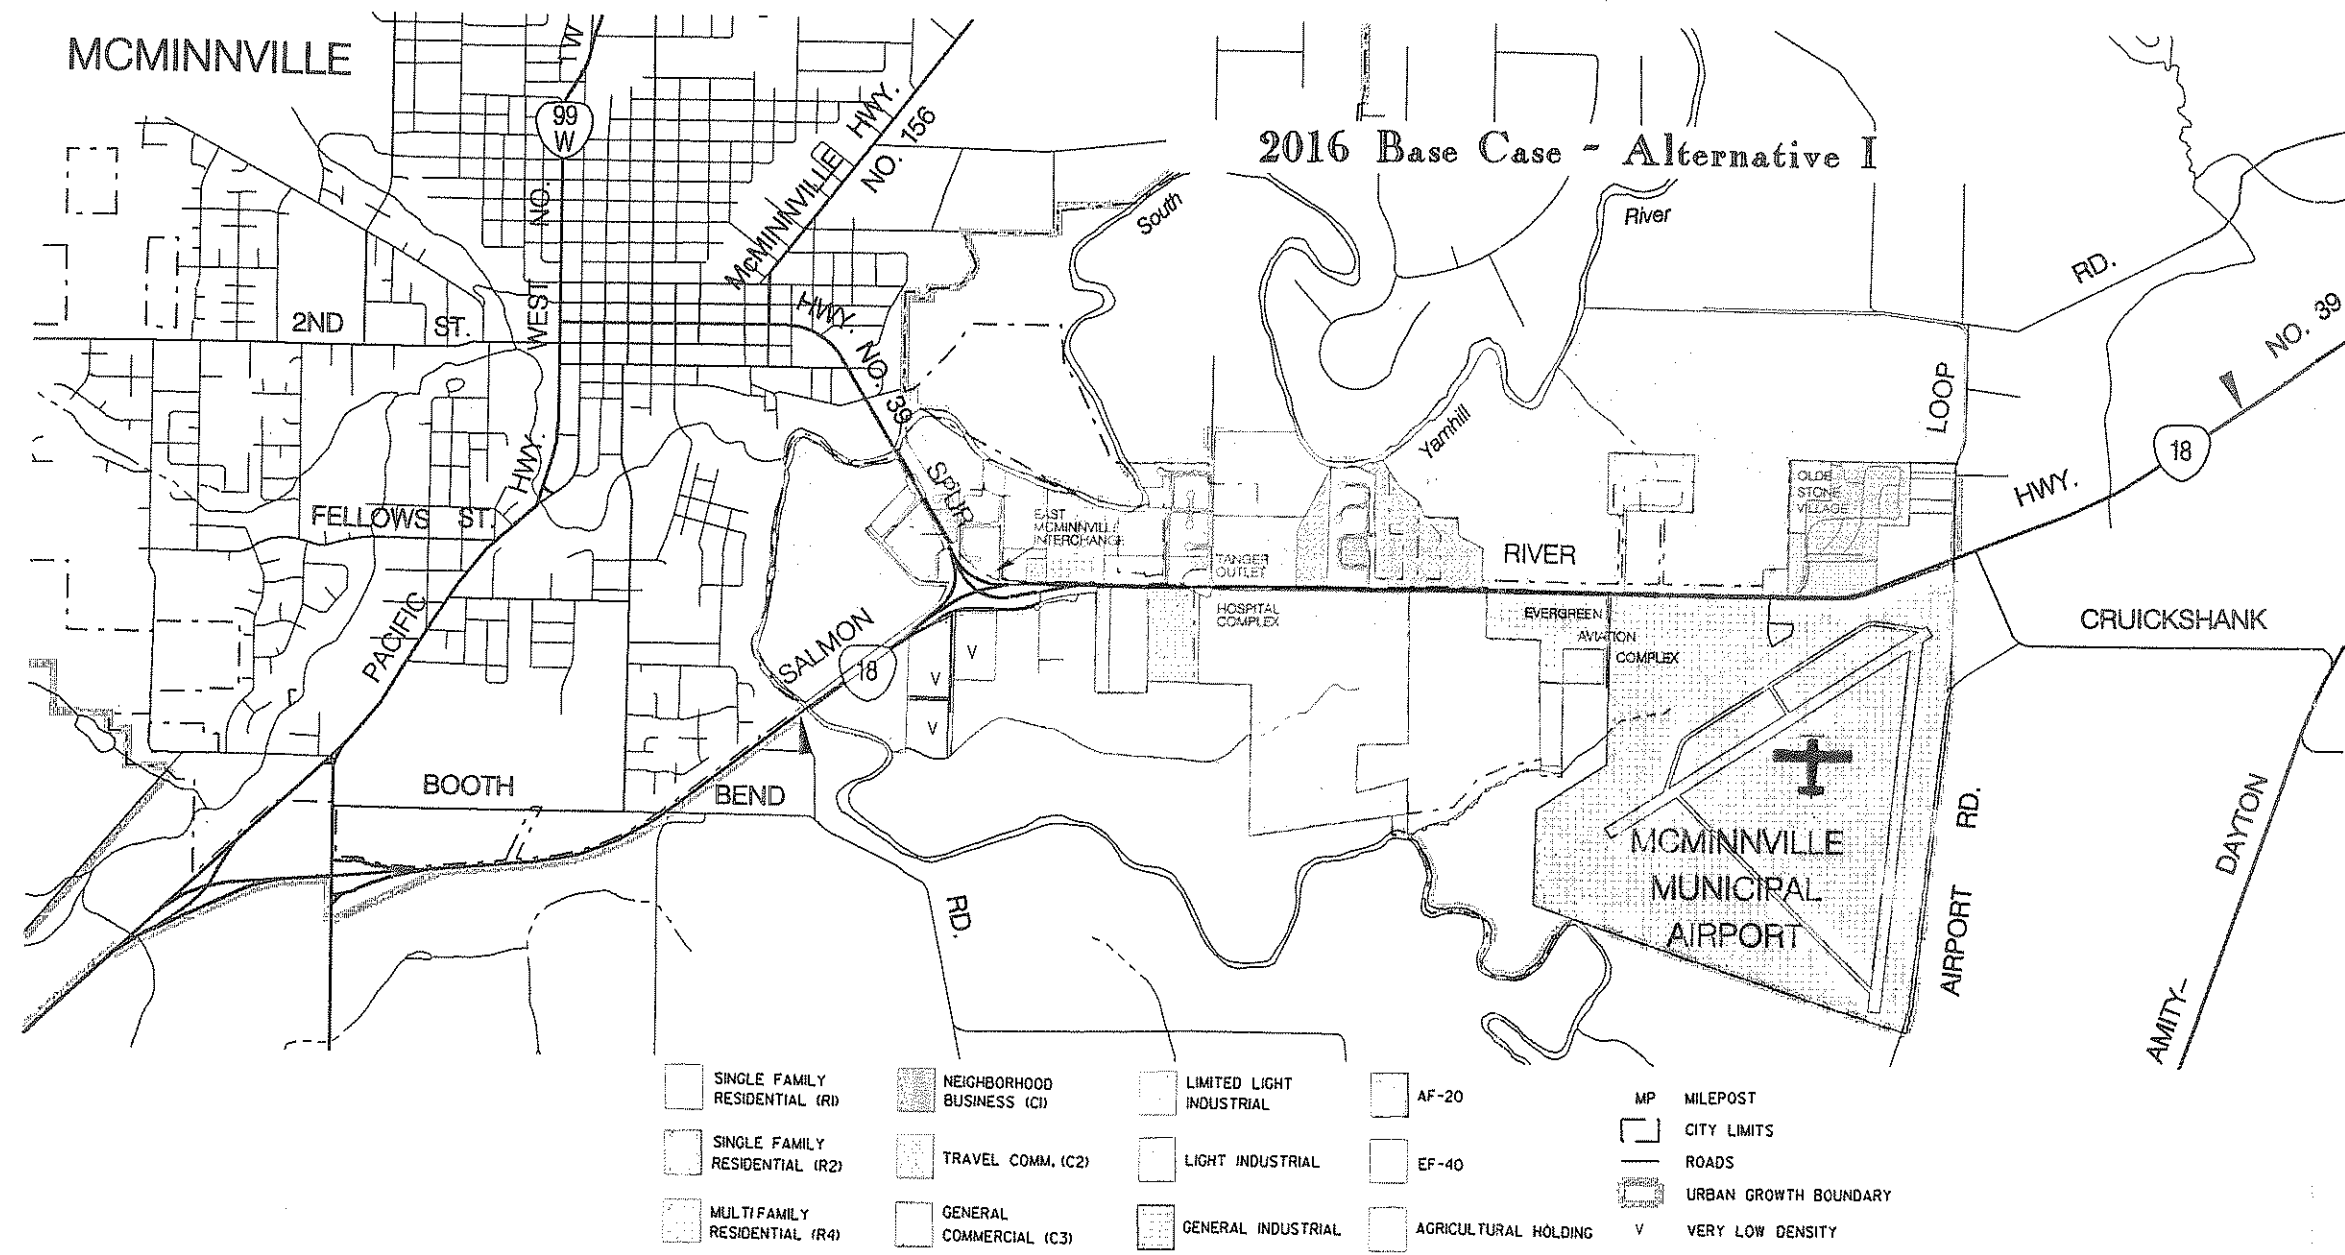 MCMINNVILLE
W
99
W
NO.
WEST
HWY.
McMINNVILLE HWY.
NO. 156
2016 Base Case - Alternative I
South
River
Yamhill
RD.
NO. 39
18
HWY.
LOOP
2ND ST.
HWY. NO. 39
SPUR
FELLOWS ST.
PACIFIC
EAST
MCMINNVILLE
INTERCHANGE
TANGER
OUTLET
HOSPITAL
COMPLEX
OLDE
STONE
VILLAGE
RIVER
EVERGREEN
AVIATION
COMPLEX
CRUICKSHANK
SALMON
18
V
V
V
BOOTH BEND
RD.
MCMINNVILLE
MUNICIPAL
AIRPORT
AIRPORT RD.
AMITY- DAYTON
SINGLE FAMILY
RESIDENTIAL (R1)
SINGLE FAMILY
RESIDENTIAL (R2)
MULTIFAMILY
RESIDENTIAL (R4)
NEIGHBORHOOD
BUSINESS (C1)
TRAVEL COMM. (C2)
GENERAL
COMMERCIAL (C3)
LIMITED LIGHT
INDUSTRIAL
LIGHT INDUSTRIAL
GENERAL INDUSTRIAL
AF-20
EF-40
AGRICULTURAL HOLDING
MP MILEPOST
CITY LIMITS
ROADS
URBAN GROWTH BOUNDARY
V VERY LOW DENSITY